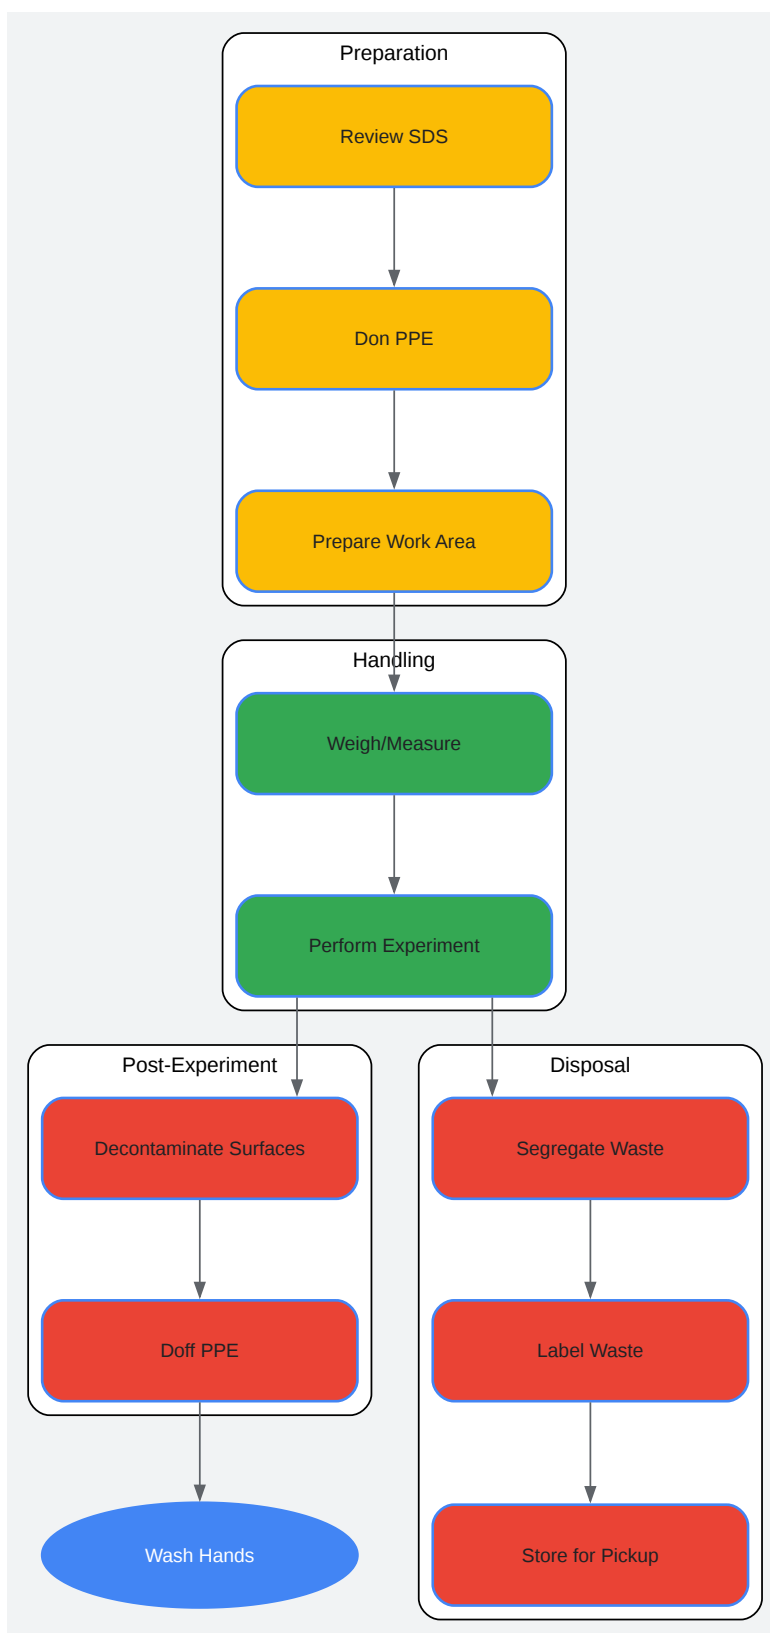 Preparation
Review SDS
Don PPE
Prepare Work Area
Handling
Weigh/Measure
Perform Experiment
Post-Experiment
Decontaminate Surfaces
Doff PPE
Wash Hands
Disposal
Segregate Waste
Label Waste
Store for Pickup